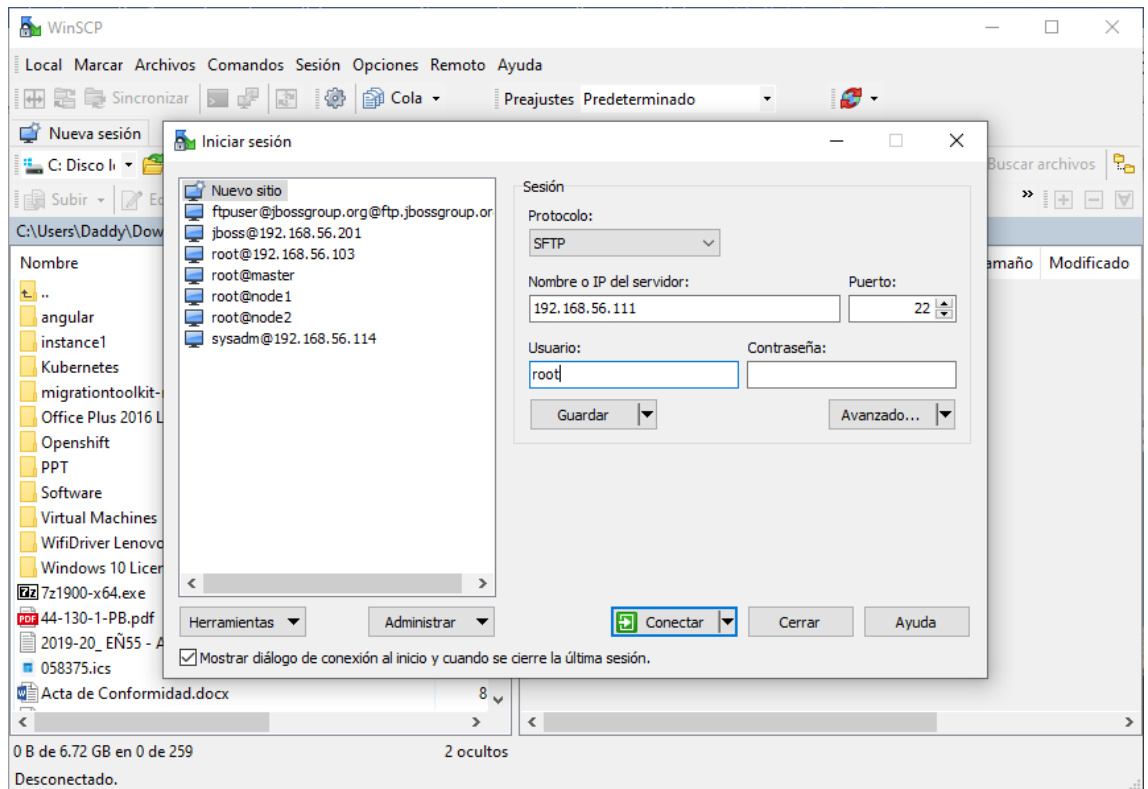 WinSCP
Local Marcar Archivos Comandos Sesión Opciones Remoto Ayuda
Sincronizar Cola Preajustes Predeterminado
Nueva sesión
C: Disco l
Buscar archivos
Subir Ed
C:\Users\Daddy\Dow
Nombre
amaño Modificado
..
angular
instance1
Kubernetes
migrationtoolkit-
Office Plus 2016 L
Openshift
PPT
Software
Virtual Machines
WifiDriver Lenovo
Windows 10 Licer
7z1900-x64.exe
44-130-1-PB.pdf
2019-20_ EÑ55 - A
058375.ics
Acta de Conformidad.docx 8
0 B de 6.72 GB en 0 de 259 2 ocultos
Desconectado.
Iniciar sesión
Nuevo sitio
ftpuser@jbossgroup.org@ftp.jbossgroup.or
jboss@192.168.56.201
root@192.168.56.103
root@master
root@node1
root@node2
sysadm@192.168.56.114
Sesión
Protocolo:
SFTP
Nombre o IP del servidor: Puerto:
192.168.56.111 22
Usuario: Contraseña:
root
Guardar Avanzado...
Herramientas Administrar Conectar Cerrar Ayuda
Mostrar diálogo de conexión al inicio y cuando se cierre la última sesión.